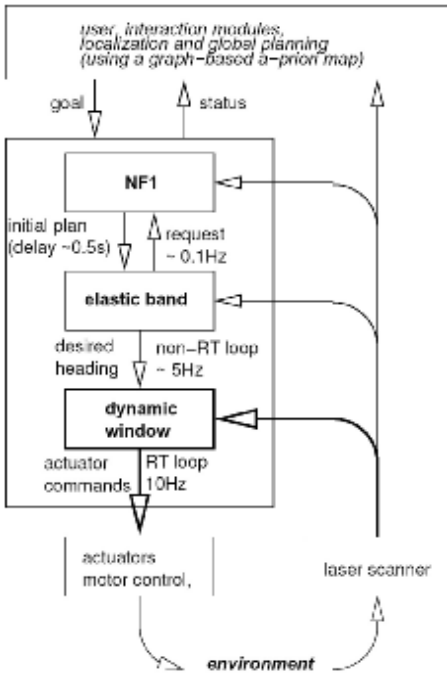 user, interaction modules,
localization and global planning
(using a graph-based a-priori map)
goal
status
NF1
initial plan
(delay ~0.5s)
request
~ 0.1Hz
elastic band
desired
heading
non-RT loop
~ 5Hz
dynamic
window
actuator
commands
RT loop
10Hz
actuators
motor control,
laser scanner
environment